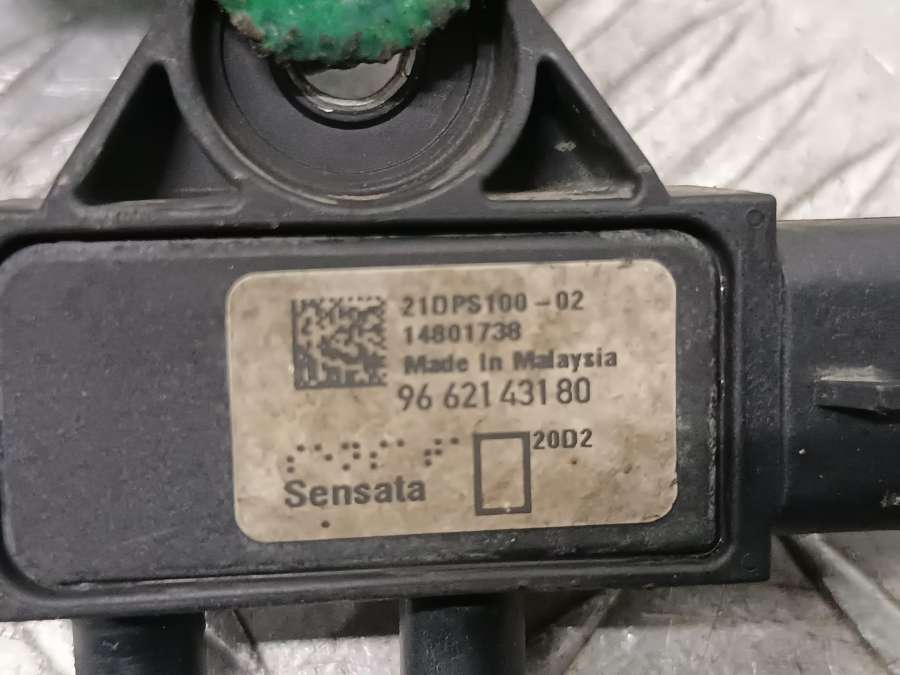 21DPS100-02
14801738
Made In Malaysia
96 621 431 80
20D2
Sensata